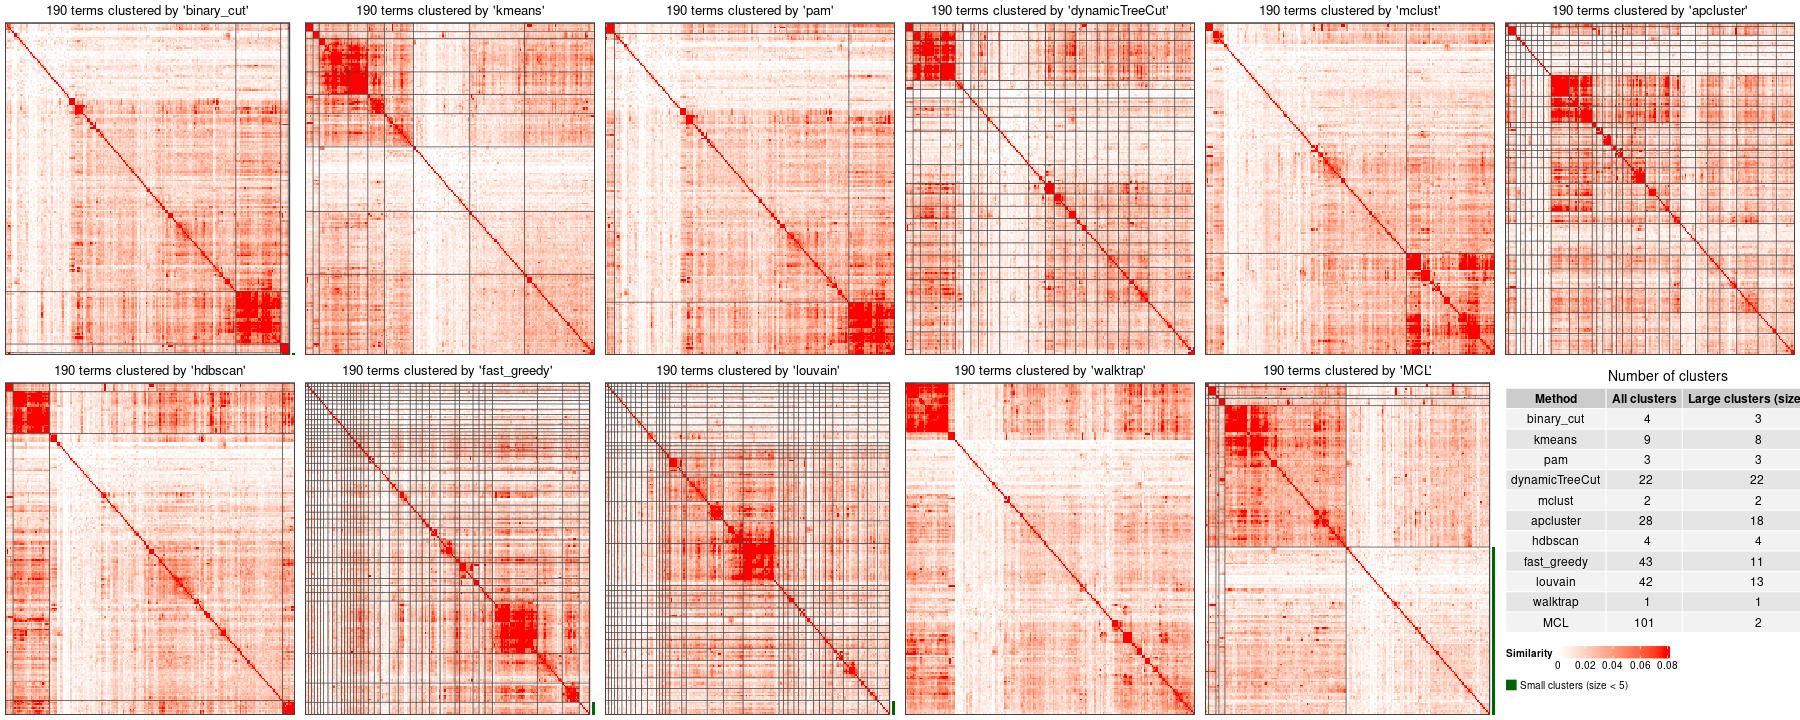 190 terms clustered by 'binary_cut'
190 terms clustered by 'kmeans'
190 terms clustered by 'pam'
190 terms clustered by 'dynamicTreeCut'
190 terms clustered by 'mclust'
190 terms clustered by 'apcluster'
190 terms clustered by 'hdbscan'
190 terms clustered by 'fast_greedy'
190 terms clustered by 'louvain'
190 terms clustered by 'walktrap'
190 terms clustered by 'MCL'
Number of clusters
Method All clusters Large clusters (size
binary_cut 4 3
kmeans 9 8
pam 3 3
dynamicTreeCut 22 22
mclust 2 2
apcluster 28 18
hdbscan 4 4
fast_greedy 43 11
louvain 42 13
walktrap 1 1
MCL 101 2
Similarity
0 0.02 0.04 0.06 0.08
Small clusters (size < 5)